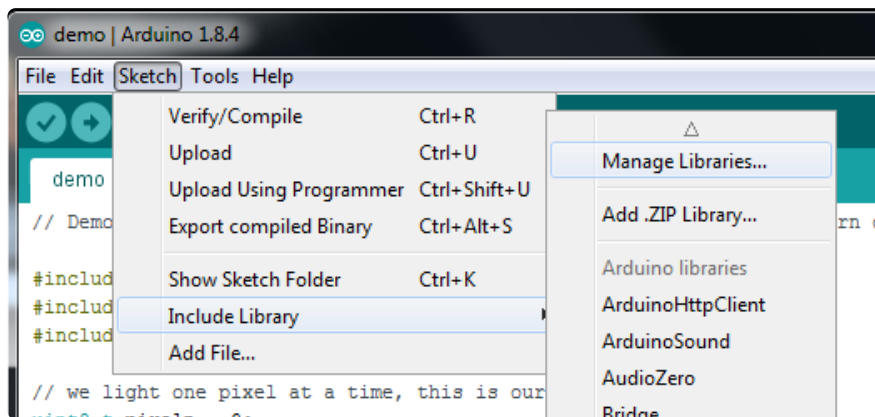 demo | Arduino 1.8.4
File Edit Sketch Tools Help
Verify/Compile Ctrl+R
Upload Ctrl+U
Upload Using Programmer Ctrl+Shift+U
Export compiled Binary Ctrl+Alt+S
Show Sketch Folder Ctrl+K
Include Library
Add File...
Manage Libraries...
Add .ZIP Library...
Arduino libraries
ArduinoHttpClient
ArduinoSound
AudioZero
Bridge
demo
// Demo
#includ
#includ
#includ
// we light one pixel at a time, this is our